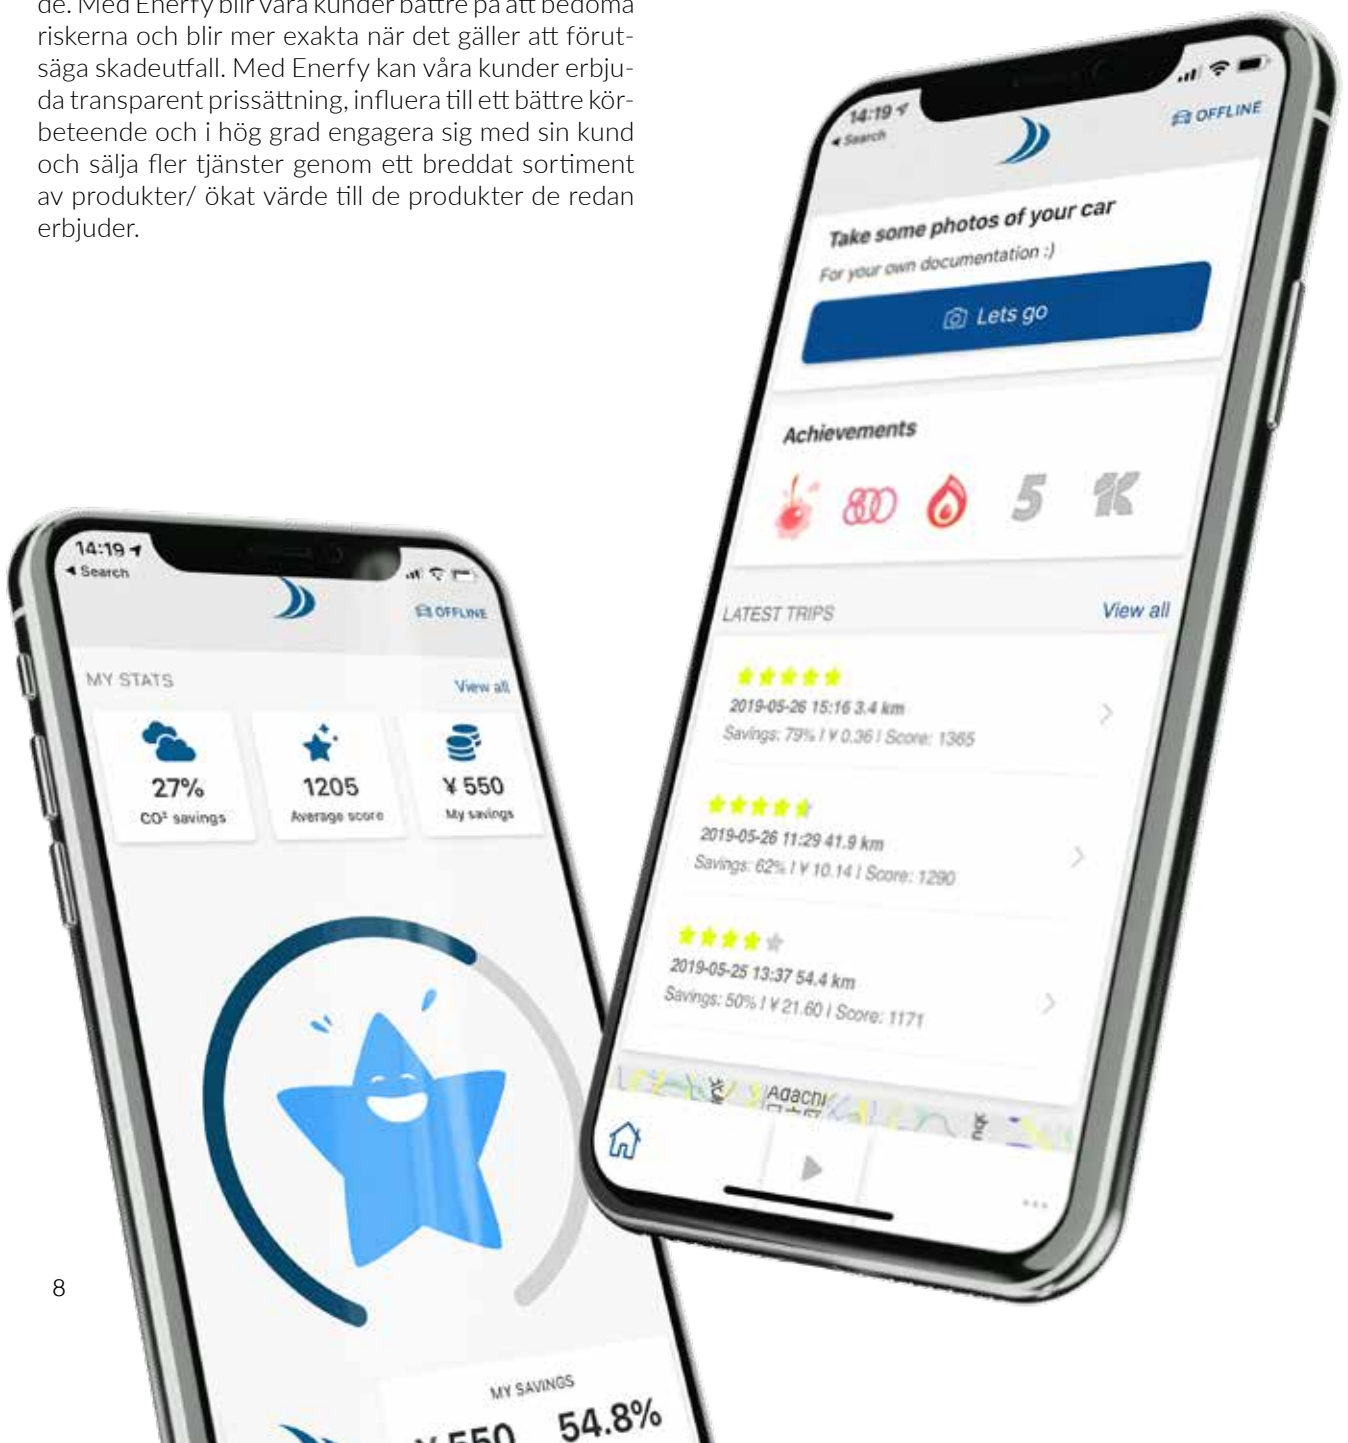 de. Med Enerfy blir våra kunder bättre på att bedöma
riskerna och blir mer exakta när det gäller att förut-
säga skadeutfall. Med Enerfy kan våra kunder erbju-
da transparent prissättning, influera till ett bättre kör-
beteende och i hög grad engagera sig med sin kund
och sälja fler tjänster genom ett breddat sortiment
av produkter/ ökat värde till de produkter de redan
erbjuder.
14:19
Search
OFFLINE
Take some photos of your car
For your own documentation :)
Lets go
Achievements
800
5
1K
LATEST TRIPS
View all
2019-05-26 15:16 3.4 km
Savings: 79% I ¥ 0.36 I Score: 1365
2019-05-26 11:29 41.9 km
Savings: 62% I ¥ 10.14 I Score: 1290
2019-05-25 13:37 54.4 km
Savings: 50% I ¥ 21.60 I Score: 1171
Adachi
14:19
Search
OFFLINE
MY STATS
View all
27%
CO² savings
1205
Average score
¥ 550
My savings
MY SAVINGS
¥ 550
54.8%
8